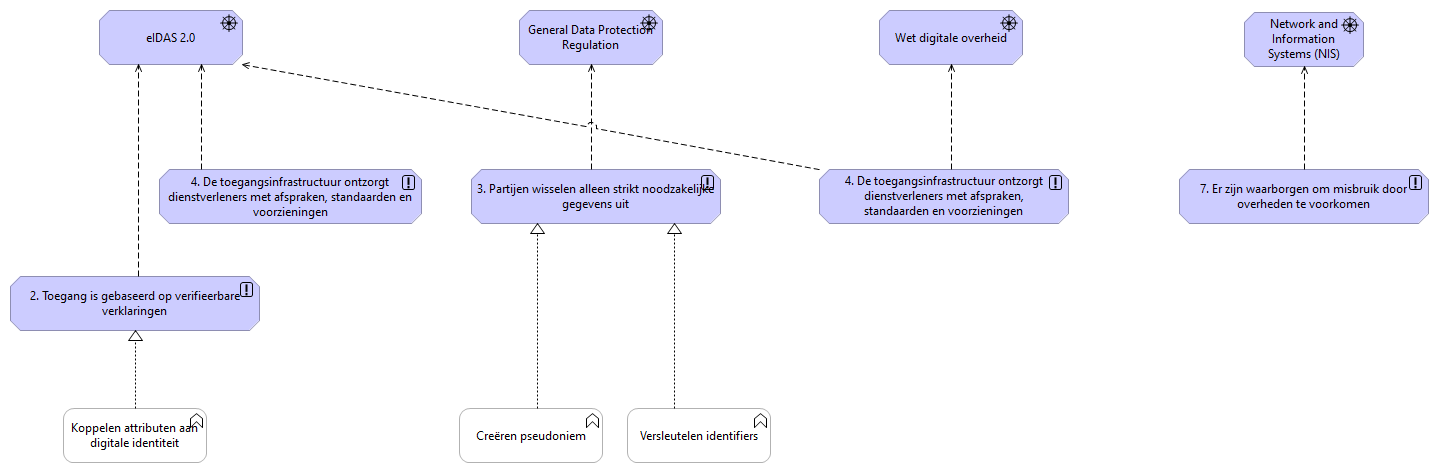 eIDAS 2.0
General Data Protection
Regulation
Wet digitale overheid
Network and
Information
Systems (NIS)
4. De toegangsinfrastructuur ontzorgt
dienstverleners met afspraken, standaarden en
voorzieningen
3. Partijen wisselen alleen strikt noodzakelijke
gegevens uit
4. De toegangsinfrastructuur ontzorgt
dienstverleners met afspraken,
standaarden en voorzieningen
7. Er zijn waarborgen om misbruik door
overheden te voorkomen
2. Toegang is gebaseerd op verifieerbare
verklaringen
Koppelen attributen aan
digitale identiteit
Creëren pseudoniem
Versleutelen identifiers